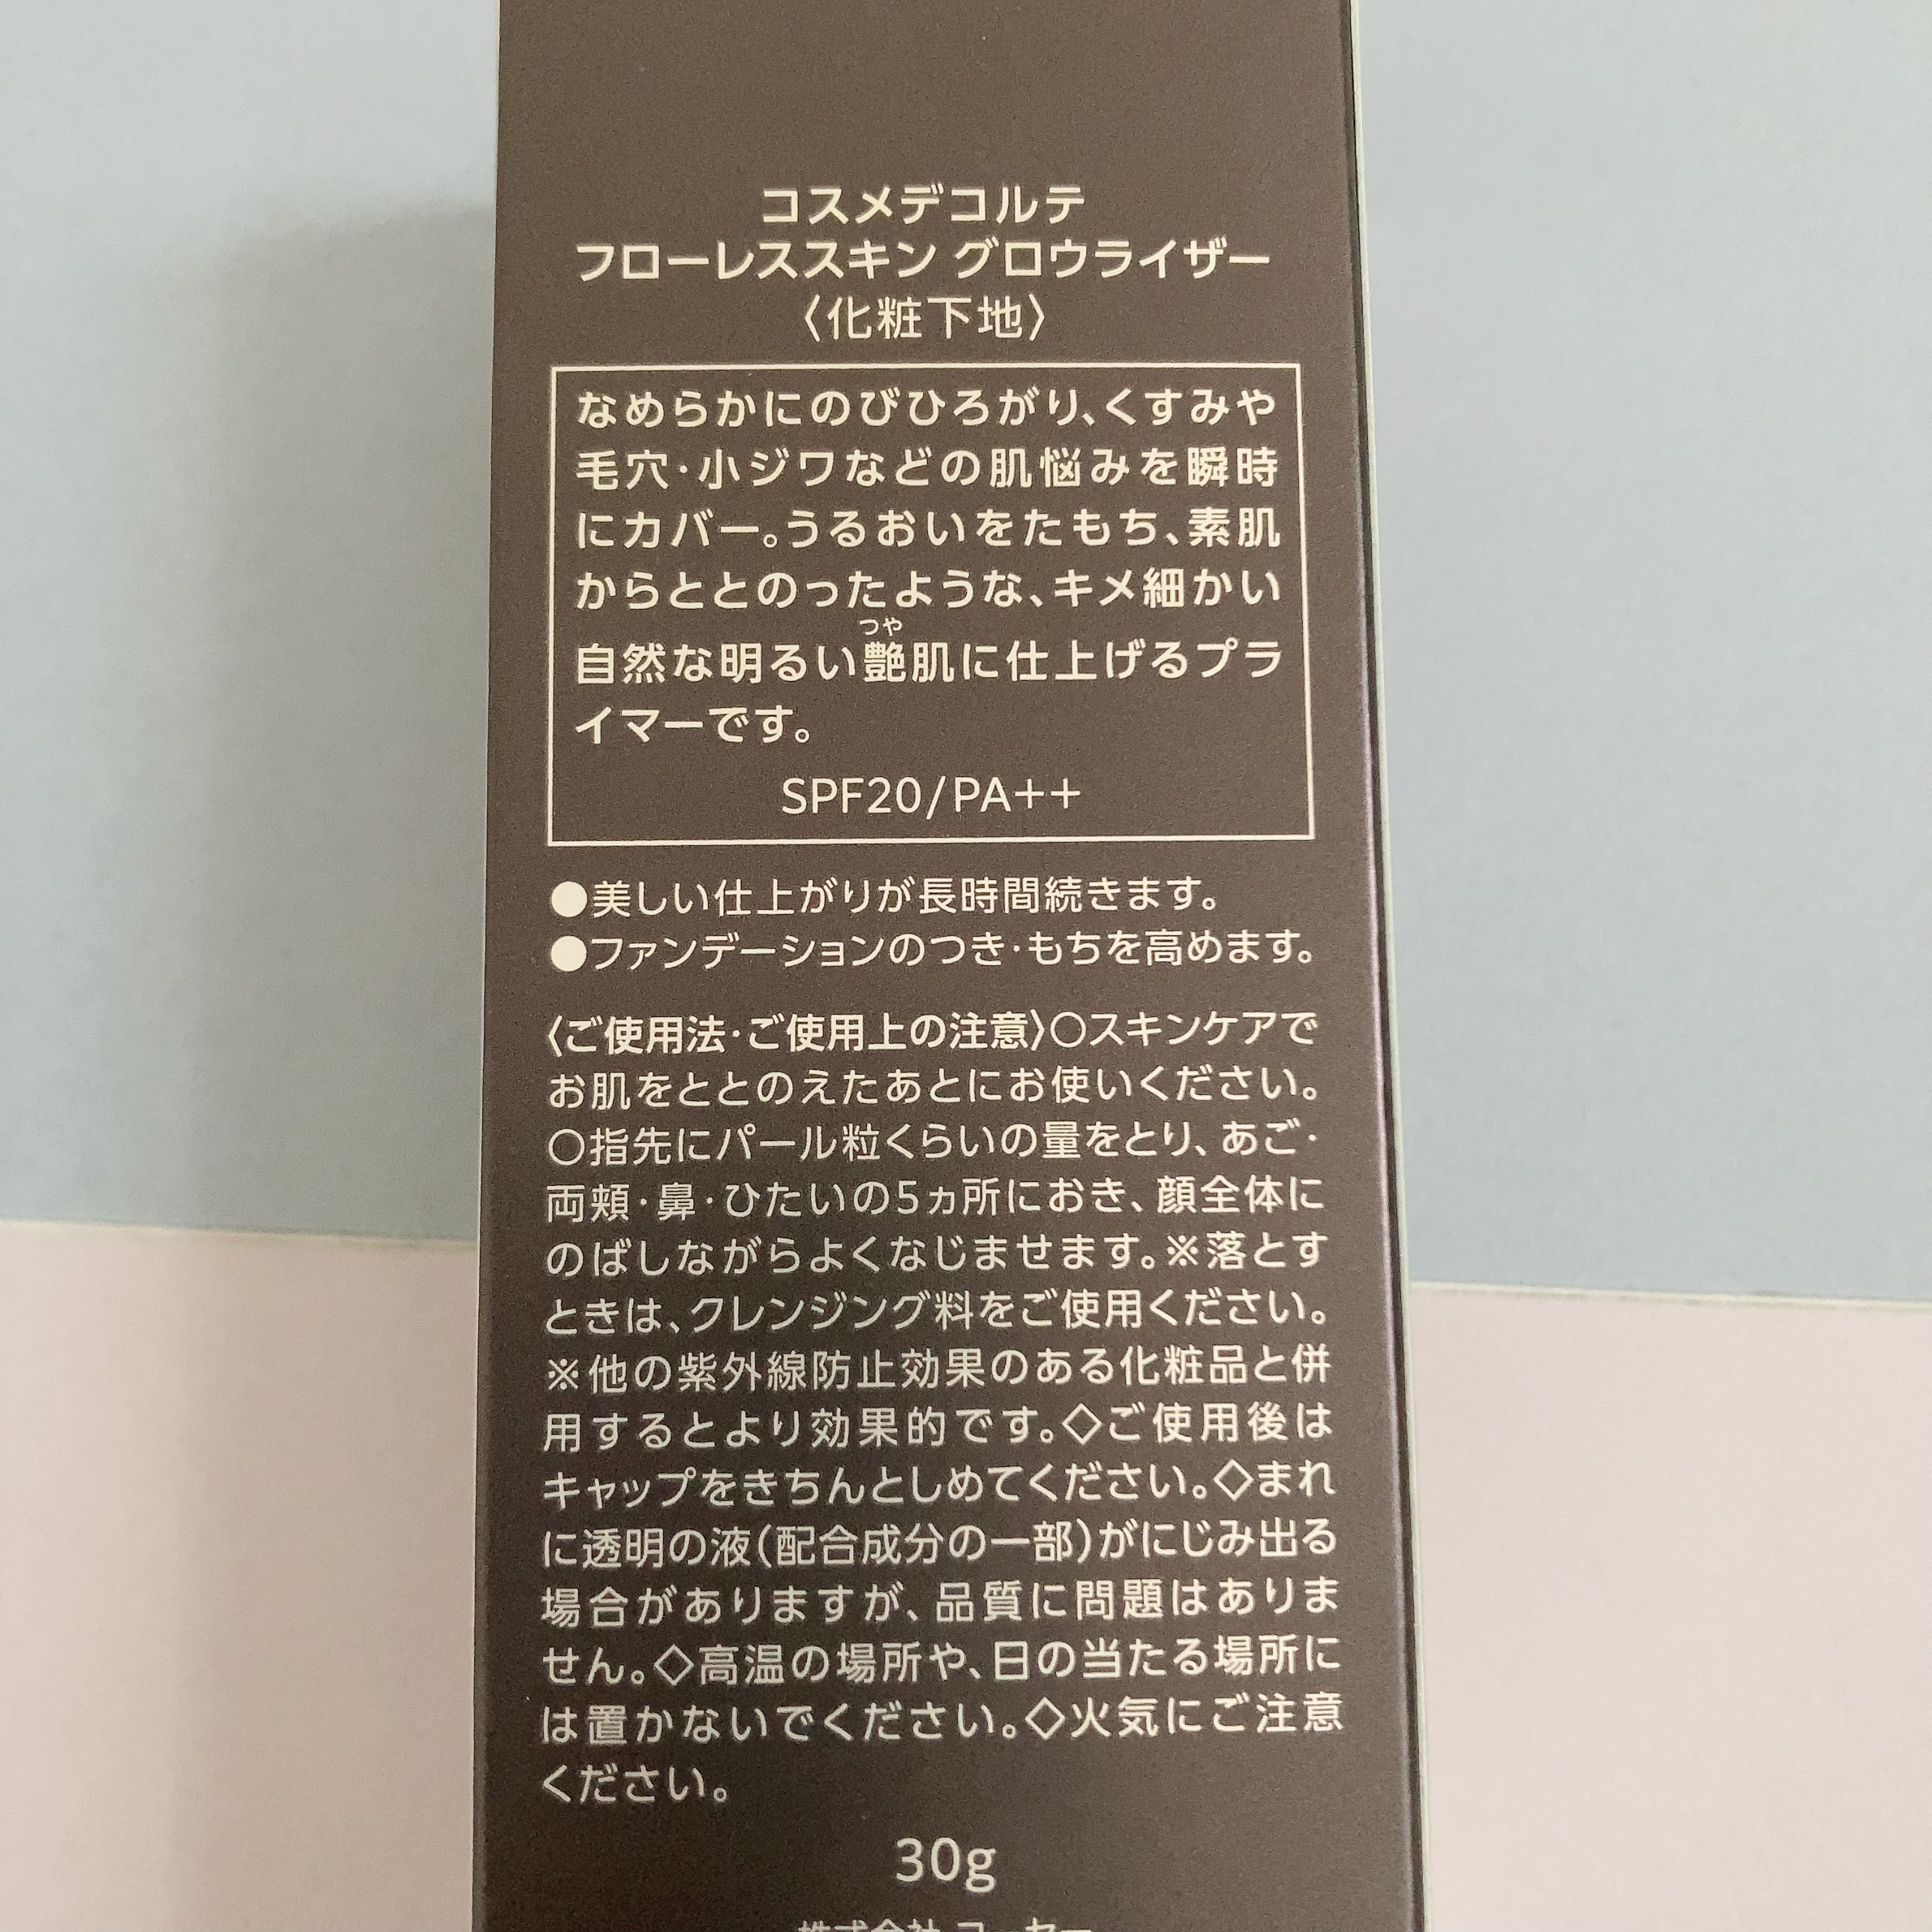 コスメデコルテ
フローレススキン グロウライザー
〈化粧下地〉
なめらかにのびひろがり、くすみや
毛穴・小ジワなどの肌悩みを瞬時
にカバー。うるおいをたもち、素肌
からととのったような、キメ細かい
つや
自然な明るい艶肌に仕上げるプラ
イマーです。
SPF20/PA++
●美しい仕上がりが長時間続きます。
●ファンデーションのつき・もちを高めます。
〈ご使用法・ご使用上の注意〉○スキンケアで
お肌をととのえたあとにお使いください。
○指先にパール粒くらいの量をとり、あご・
両頬・鼻・ひたいの5ヵ所におき、顔全体に
のばしながらよくなじませます。※落とす
ときは、クレンジング料をご使用ください。
※他の紫外線防止効果のある化粧品と併
用するとより効果的です。◇ご使用後は
キャップをきちんとしめてください。◇まれ
に透明の液(配合成分の一部)がにじみ出る
場合がありますが、品質に問題はありま
せん。◇高温の場所や、日の当たる場所に
は置かないでください。◇火気にご注意
ください。
30g
株式会社 コーセー